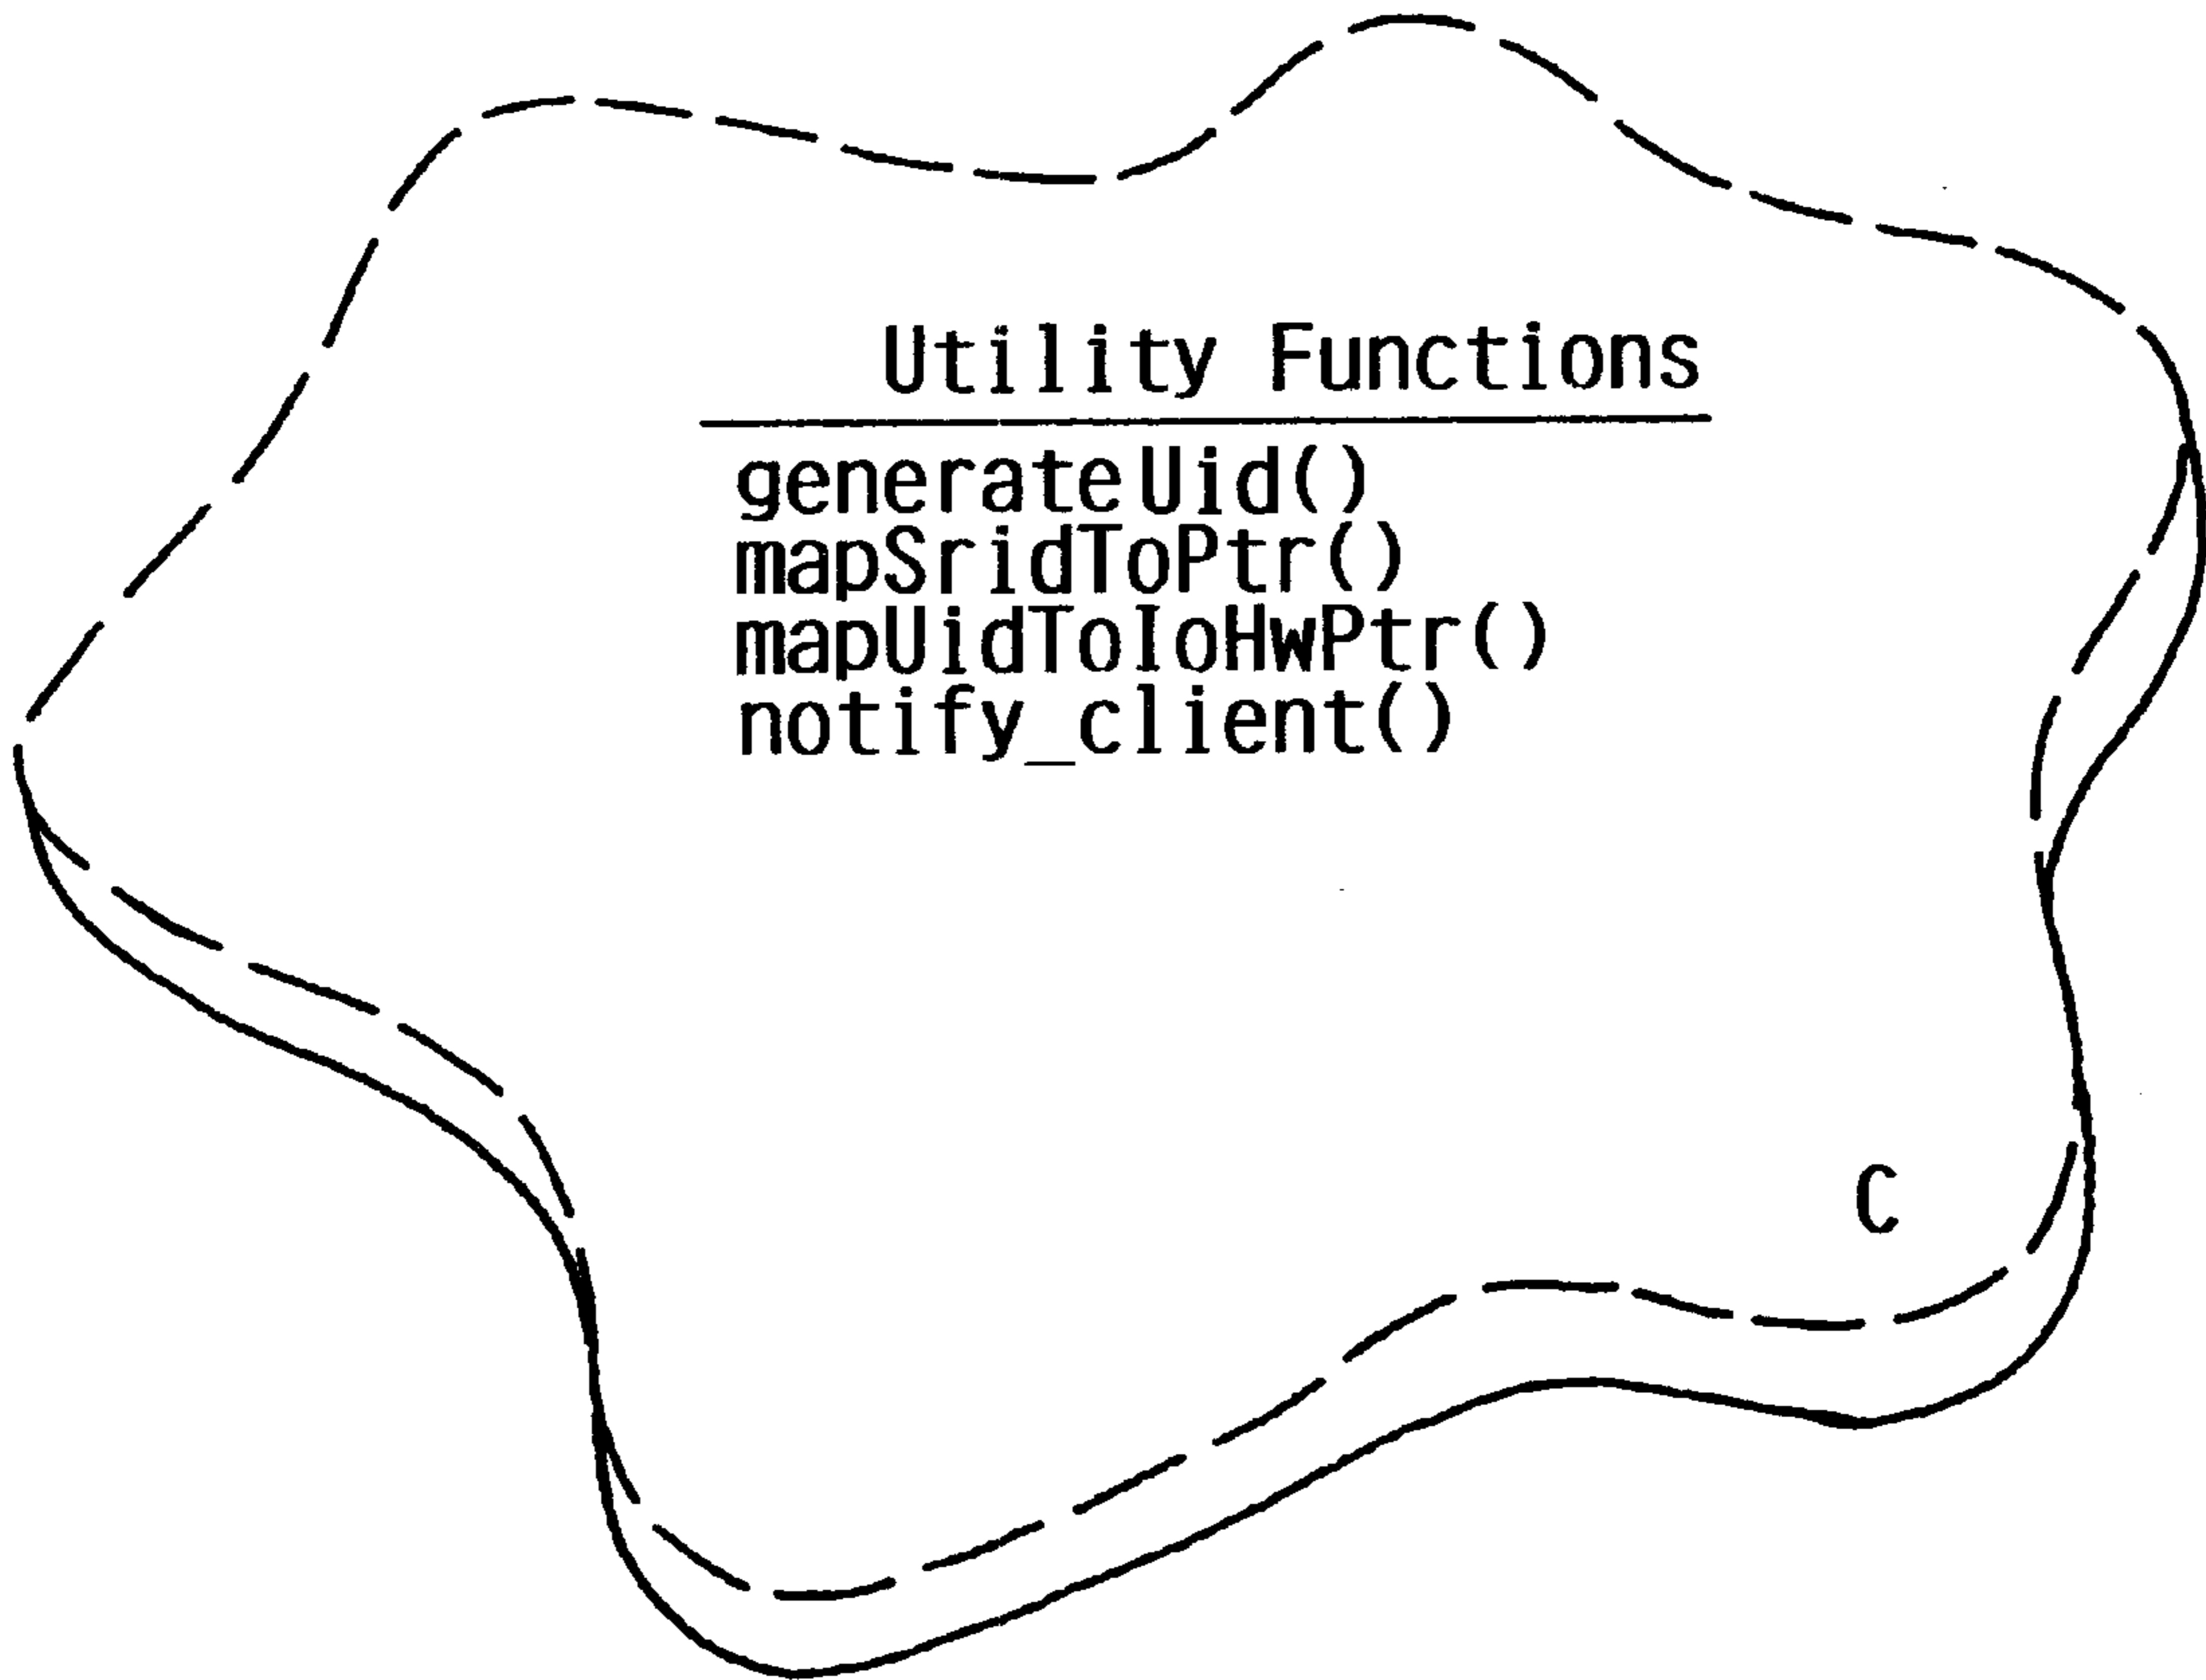 Utility Functions
generateUid()
mapSridToPtr()
mapUidToIoHwPtr()
notify_client()
C